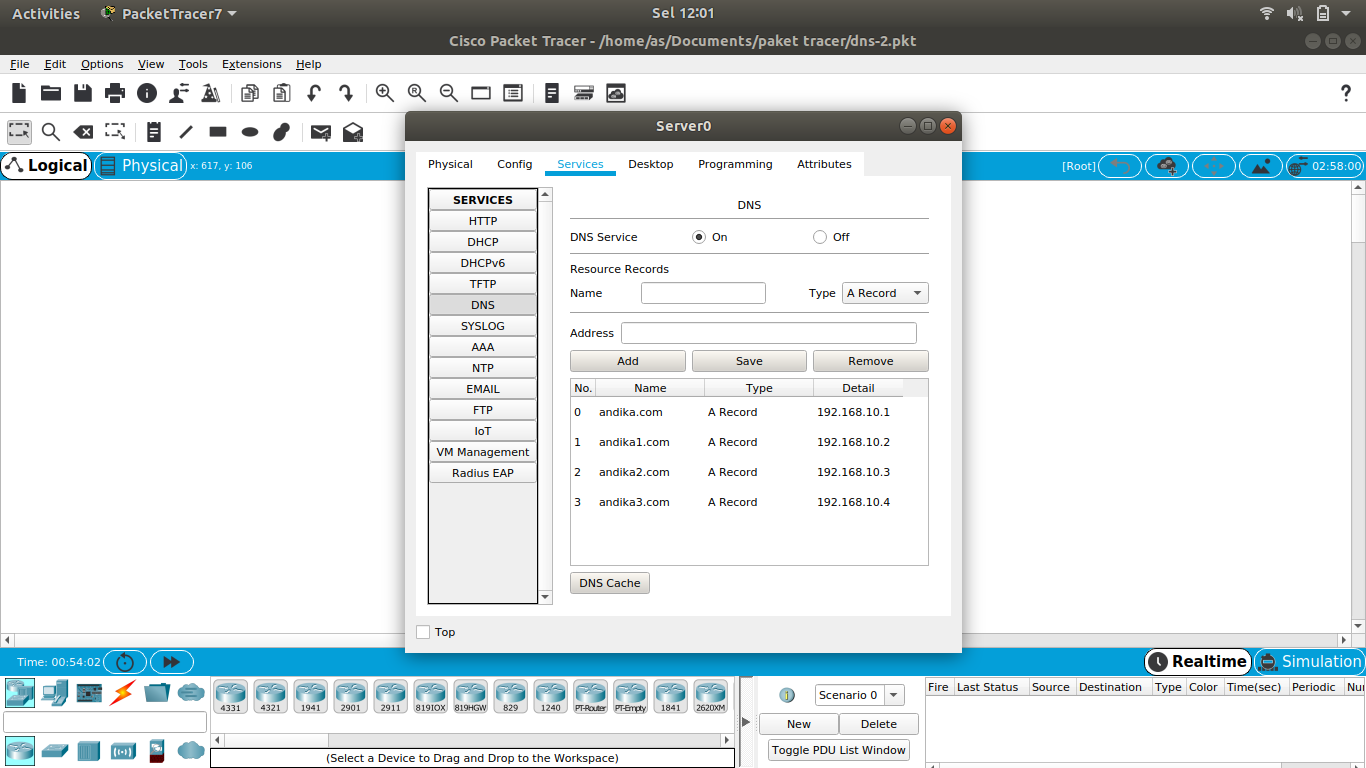 Activities PacketTracer7 Sel 12:01
Cisco Packet Tracer - /home/as/Documents/paket tracer/dns-2.pkt
File Edit Options View Tools Extensions Help
?
Logical Physical x: 617, y: 106 [Root] 02:58:00
Server0
Physical Config Services Desktop Programming Attributes
SERVICES
HTTP
DHCP
DHCPv6
TFTP
DNS
SYSLOG
AAA
NTP
EMAIL
FTP
IoT
VM Management
Radius EAP
DNS
DNS Service On Off
Resource Records
Name Type A Record
Address
Add Save Remove
No. Name Type Detail
0 andika.com A Record 192.168.10.1
1 andika1.com A Record 192.168.10.2
2 andika2.com A Record 192.168.10.3
3 andika3.com A Record 192.168.10.4
DNS Cache
Top
Time: 00:54:02 Realtime Simulation
4331 4321 1941 2901 2911 819IOX 819HGW 829 1240 PT-Router PT-Empty 1841 2620XM
(Select a Device to Drag and Drop to the Workspace)
Scenario 0
New Delete
Toggle PDU List Window
Fire Last Status Source Destination Type Color Time(sec) Periodic Nur